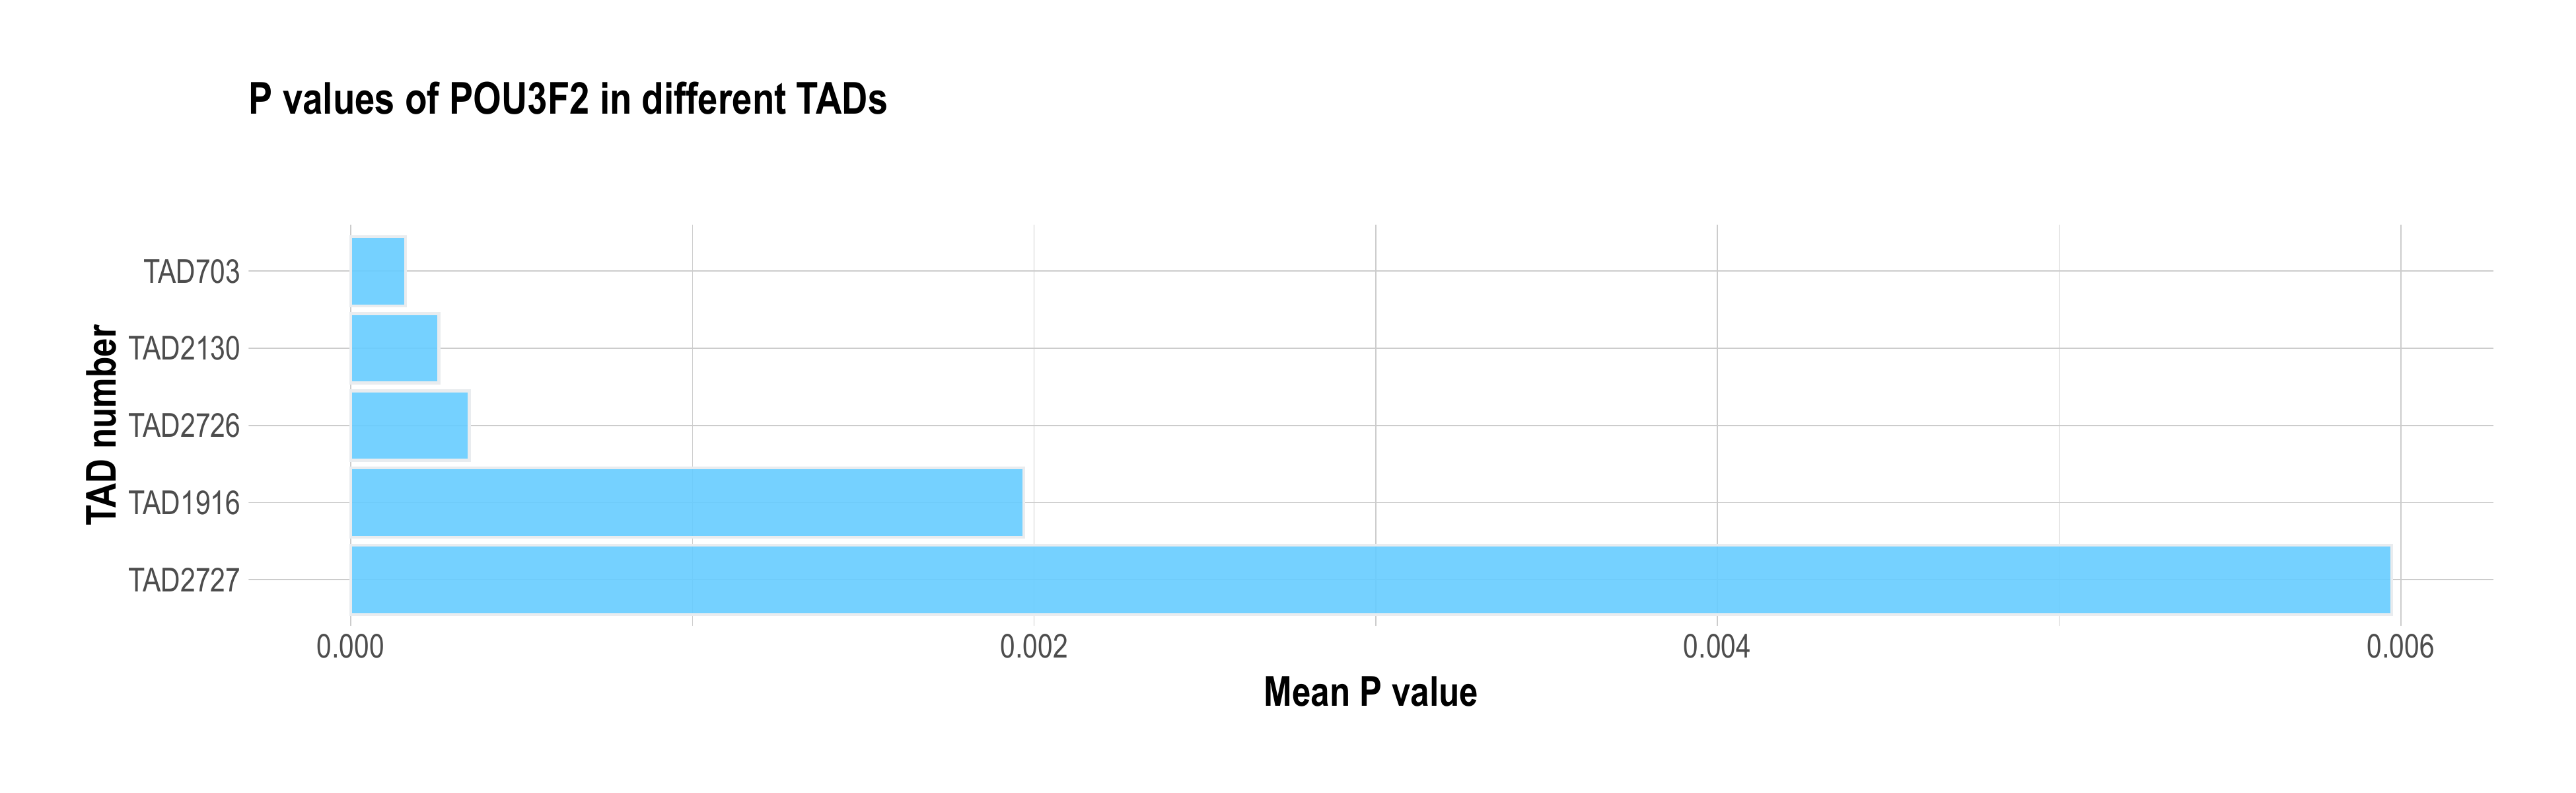 P values of POU3F2 in different TADs
TAD number
TAD703
TAD2130
TAD2726
TAD1916
TAD2727
0.000 0.002 0.004 0.006
Mean P value